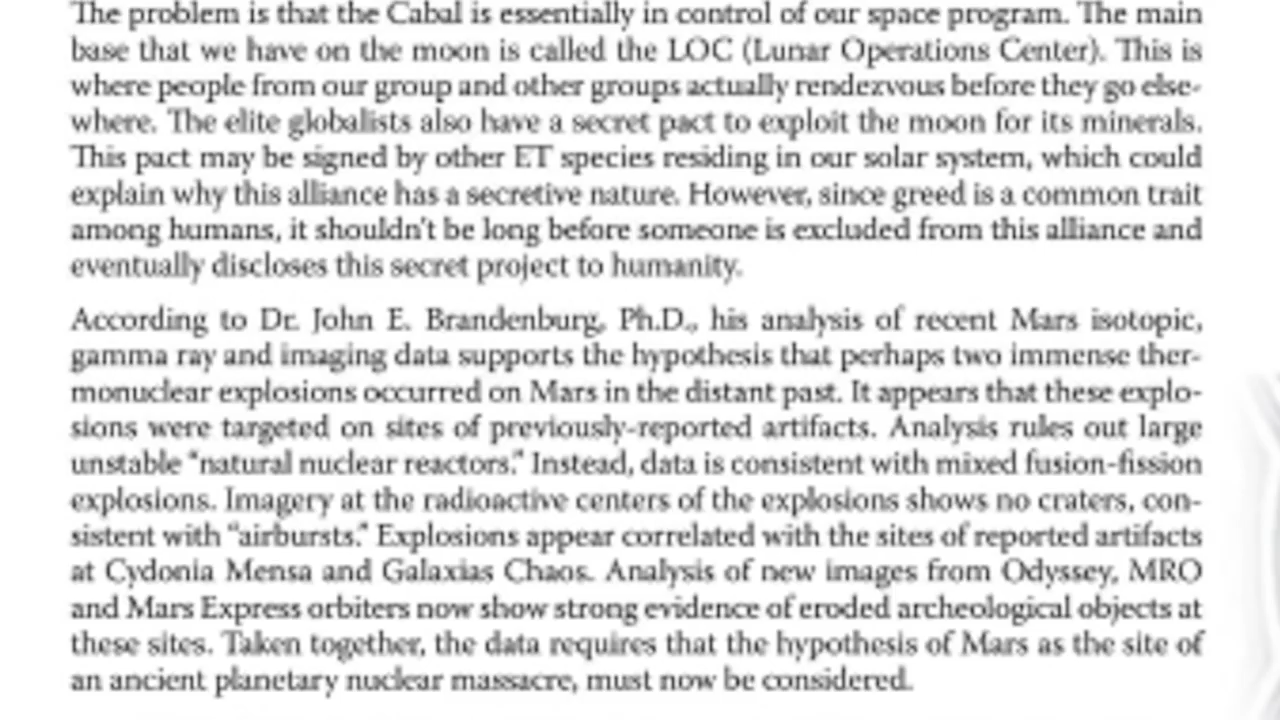 The problem is that the Cabal is essentially in control of our space program. The main
base that we have on the moon is called the LOC (Lunar Operations Center). This is
where people from our group and other groups actually rendezvous before they go else-
where. The elite globalists also have a secret pact to exploit the moon for its minerals.
This pact may be signed by other ET species residing in our solar system, which could
explain why this alliance has a secretive nature. However, since greed is a common trait
among humans, it shouldn't be long before someone is excluded from this alliance and
eventually discloses this secret project to humanity.
According to Dr. John E. Brandenburg, Ph.D., his analysis of recent Mars isotopic,
gamma ray and imaging data supports the hypothesis that perhaps two immense ther-
monuclear explosions occurred on Mars in the distant past. It appears that these explo-
sions were targeted on sites of previously-reported artifacts. Analysis rules out large
unstable “natural nuclear reactors.” Instead, data is consistent with mixed fusion-fission
explosions. Imagery at the radioactive centers of the explosions shows no craters, con-
sistent with “airbursts.” Explosions appear correlated with the sites of reported artifacts
at Cydonia Mensa and Galaxias Chaos. Analysis of new images from Odyssey, MRO
and Mars Express orbiters now show strong evidence of eroded archeological objects at
these sites. Taken together, the data requires that the hypothesis of Mars as the site of
an ancient planetary nuclear massacre, must now be considered.